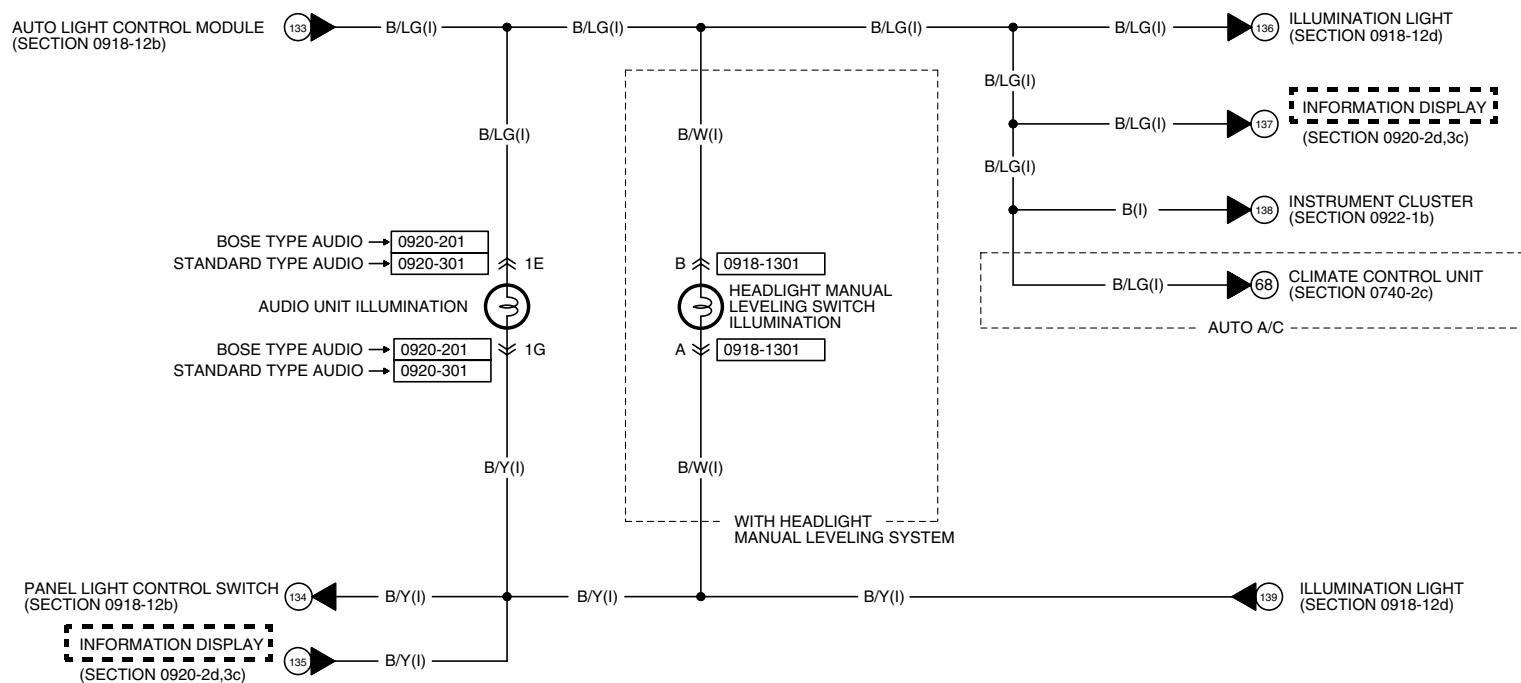 AUTO LIGHT CONTROL MODULE
(SECTION 0918-12b)
133
B/LG(I)
B/LG(I)
B/LG(I)
B/LG(I)
136
ILLUMINATION LIGHT
(SECTION 0918-12d)
B/LG(I)
B/LG(I)
137
INFORMATION DISPLAY
(SECTION 0920-2d,3c)
B/LG(I)
B/W(I)
B/LG(I)
B(I)
138
INSTRUMENT CLUSTER
(SECTION 0922-1b)
BOSE TYPE AUDIO
0920-201
STANDARD TYPE AUDIO
0920-301
1E
B
0918-1301
B/LG(I)
68
CLIMATE CONTROL UNIT
(SECTION 0740-2c)
AUTO A/C
AUDIO UNIT ILLUMINATION
HEADLIGHT MANUAL
LEVELING SWITCH
ILLUMINATION
BOSE TYPE AUDIO
0920-201
STANDARD TYPE AUDIO
0920-301
1G
A
0918-1301
B/Y(I)
B/W(I)
WITH HEADLIGHT
MANUAL LEVELING SYSTEM
PANEL LIGHT CONTROL SWITCH
(SECTION 0918-12b)
134
B/Y(I)
B/Y(I)
B/Y(I)
139
ILLUMINATION LIGHT
(SECTION 0918-12d)
INFORMATION DISPLAY
(SECTION 0920-2d,3c)
135
B/Y(I)